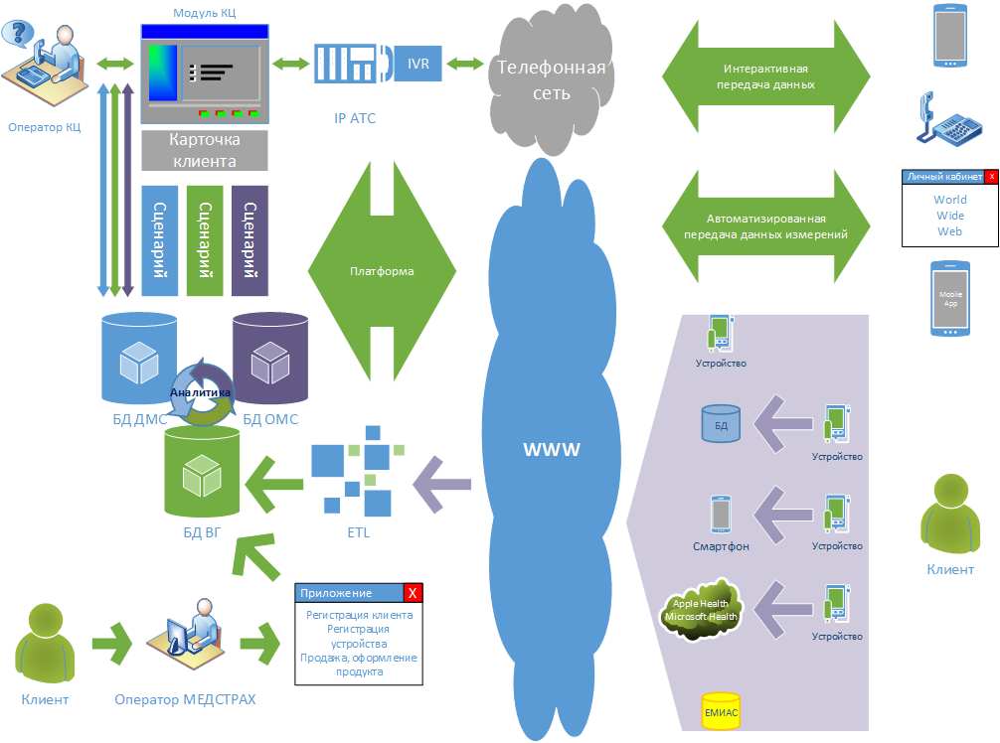 Модуль КЦ
Оператор КЦ
IVR
IP АТС
Телефонная
сеть
Интерактивная
передача данных
Карточка
клиента
Сценарий
Сценарий
Сценарий
Платформа
Автоматизированная
передача данных измерений
Личный кабинет
X
World
Wide
Web
Mobile
App
БД ДМС
БД ОМС
Аналитика
БД ВГ
ETL
www
Устройство
БД
Устройство
Смартфон
Устройство
Apple Health
Microsoft Health
Устройство
ЕМИАС
Клиент
Клиент
Оператор МЕДСТРАХ
Приложение
X
Регистрация клиента
Регистрация
устройства
Продажа, оформление
продукта